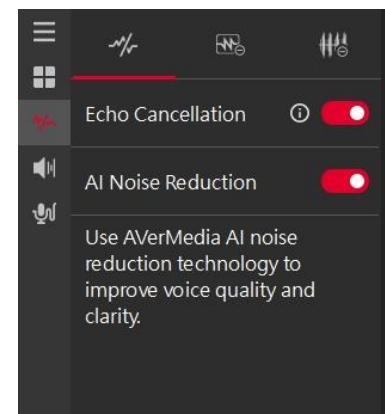 Echo Cancellation
AI Noise Reduction
Use AVerMedia AI noise
reduction technology to
improve voice quality and
clarity.